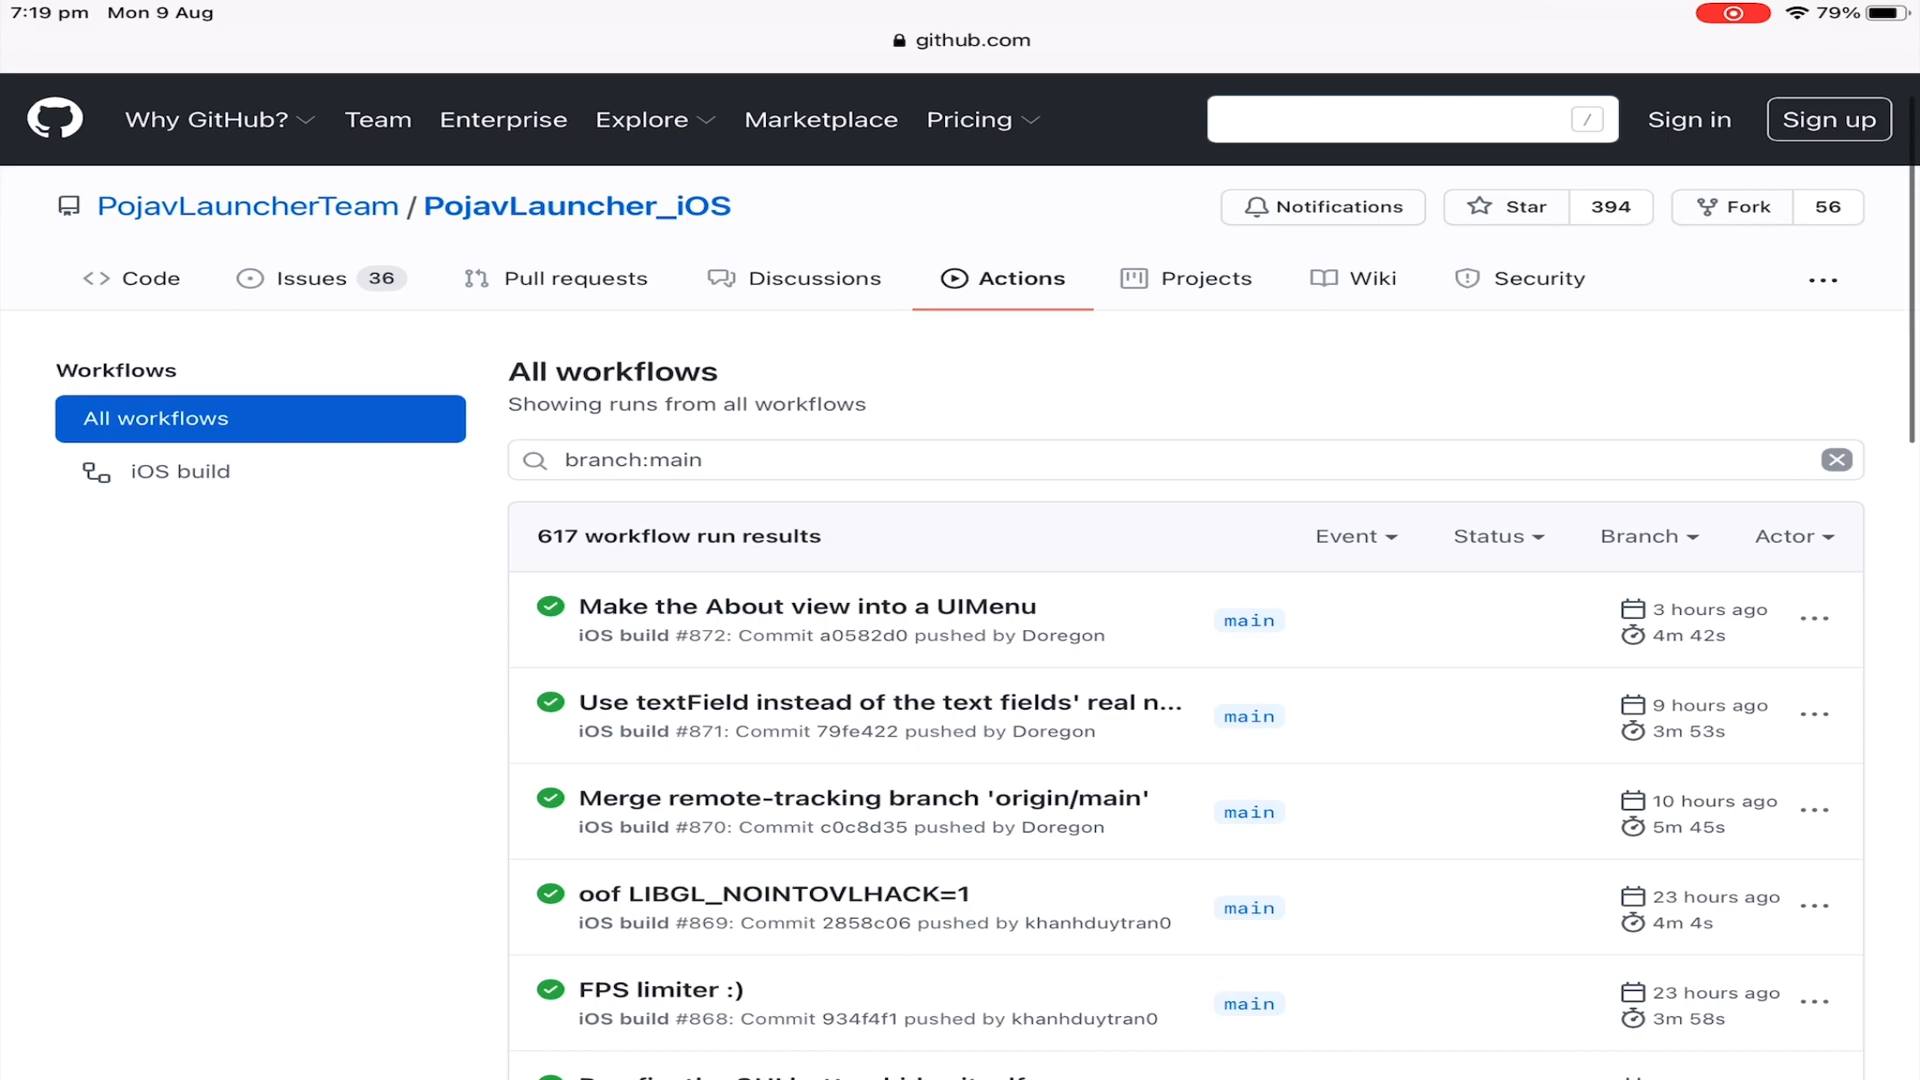 7:19 pm Mon 9 Aug
79%
github.com
Why GitHub? Team Enterprise Explore Marketplace Pricing / Sign in Sign up
PojavLauncherTeam / PojavLauncher_iOS
Notifications Star 394 Fork 56
Code Issues 36 Pull requests Discussions Actions Projects Wiki Security ...
Workflows
All workflows
iOS build
All workflows
Showing runs from all workflows
branch:main
617 workflow run results Event Status Branch Actor
Make the About view into a UIMenu
iOS build #872: Commit a0582d0 pushed by Doregon
main
3 hours ago
4m 42s
Use textField instead of the text fields' real n...
iOS build #871: Commit 79fe422 pushed by Doregon
main
9 hours ago
3m 53s
Merge remote-tracking branch 'origin/main'
iOS build #870: Commit c0c8d35 pushed by Doregon
main
10 hours ago
5m 45s
oof LIBGL_NOINTOVLHACK=1
iOS build #869: Commit 2858c06 pushed by khanhduytran0
main
23 hours ago
4m 4s
FPS limiter :)
iOS build #868: Commit 934f4f1 pushed by khanhduytran0
main
23 hours ago
3m 58s